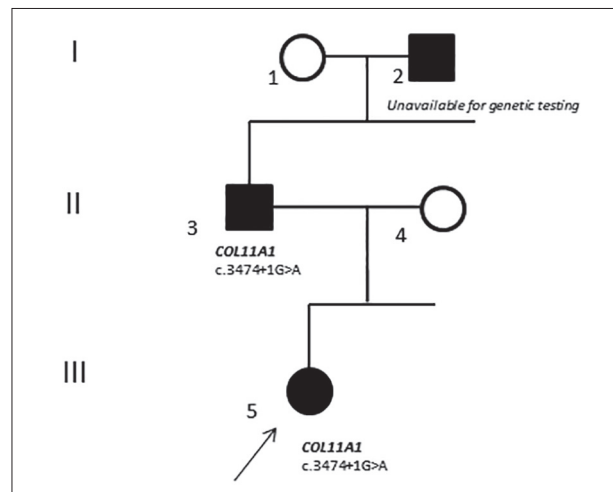 I
1
2
Unavailable for genetic testing
II
3
4
COL11A1
c.3474+1G>A
III
5
COL11A1
c.3474+1G>A